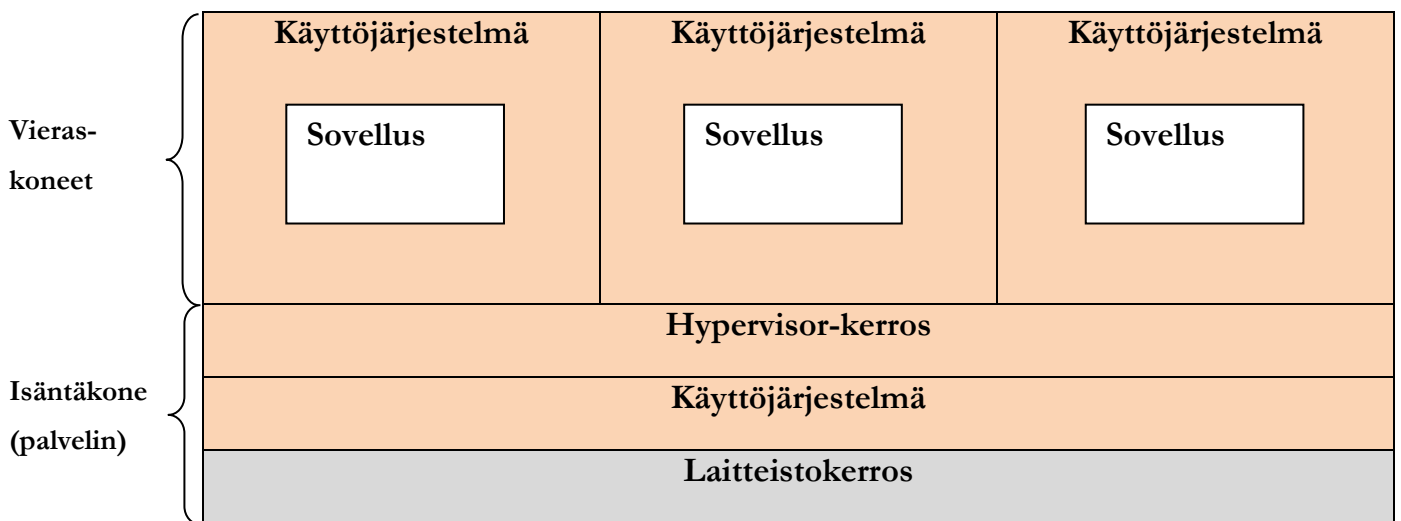 Käyttöjärjestelmä
Käyttöjärjestelmä
Käyttöjärjestelmä
Vieras-
koneet
Sovellus
Sovellus
Sovellus
Hypervisor-kerros
Isäntäkone
(palvelin)
Käyttöjärjestelmä
Laitteistokerros